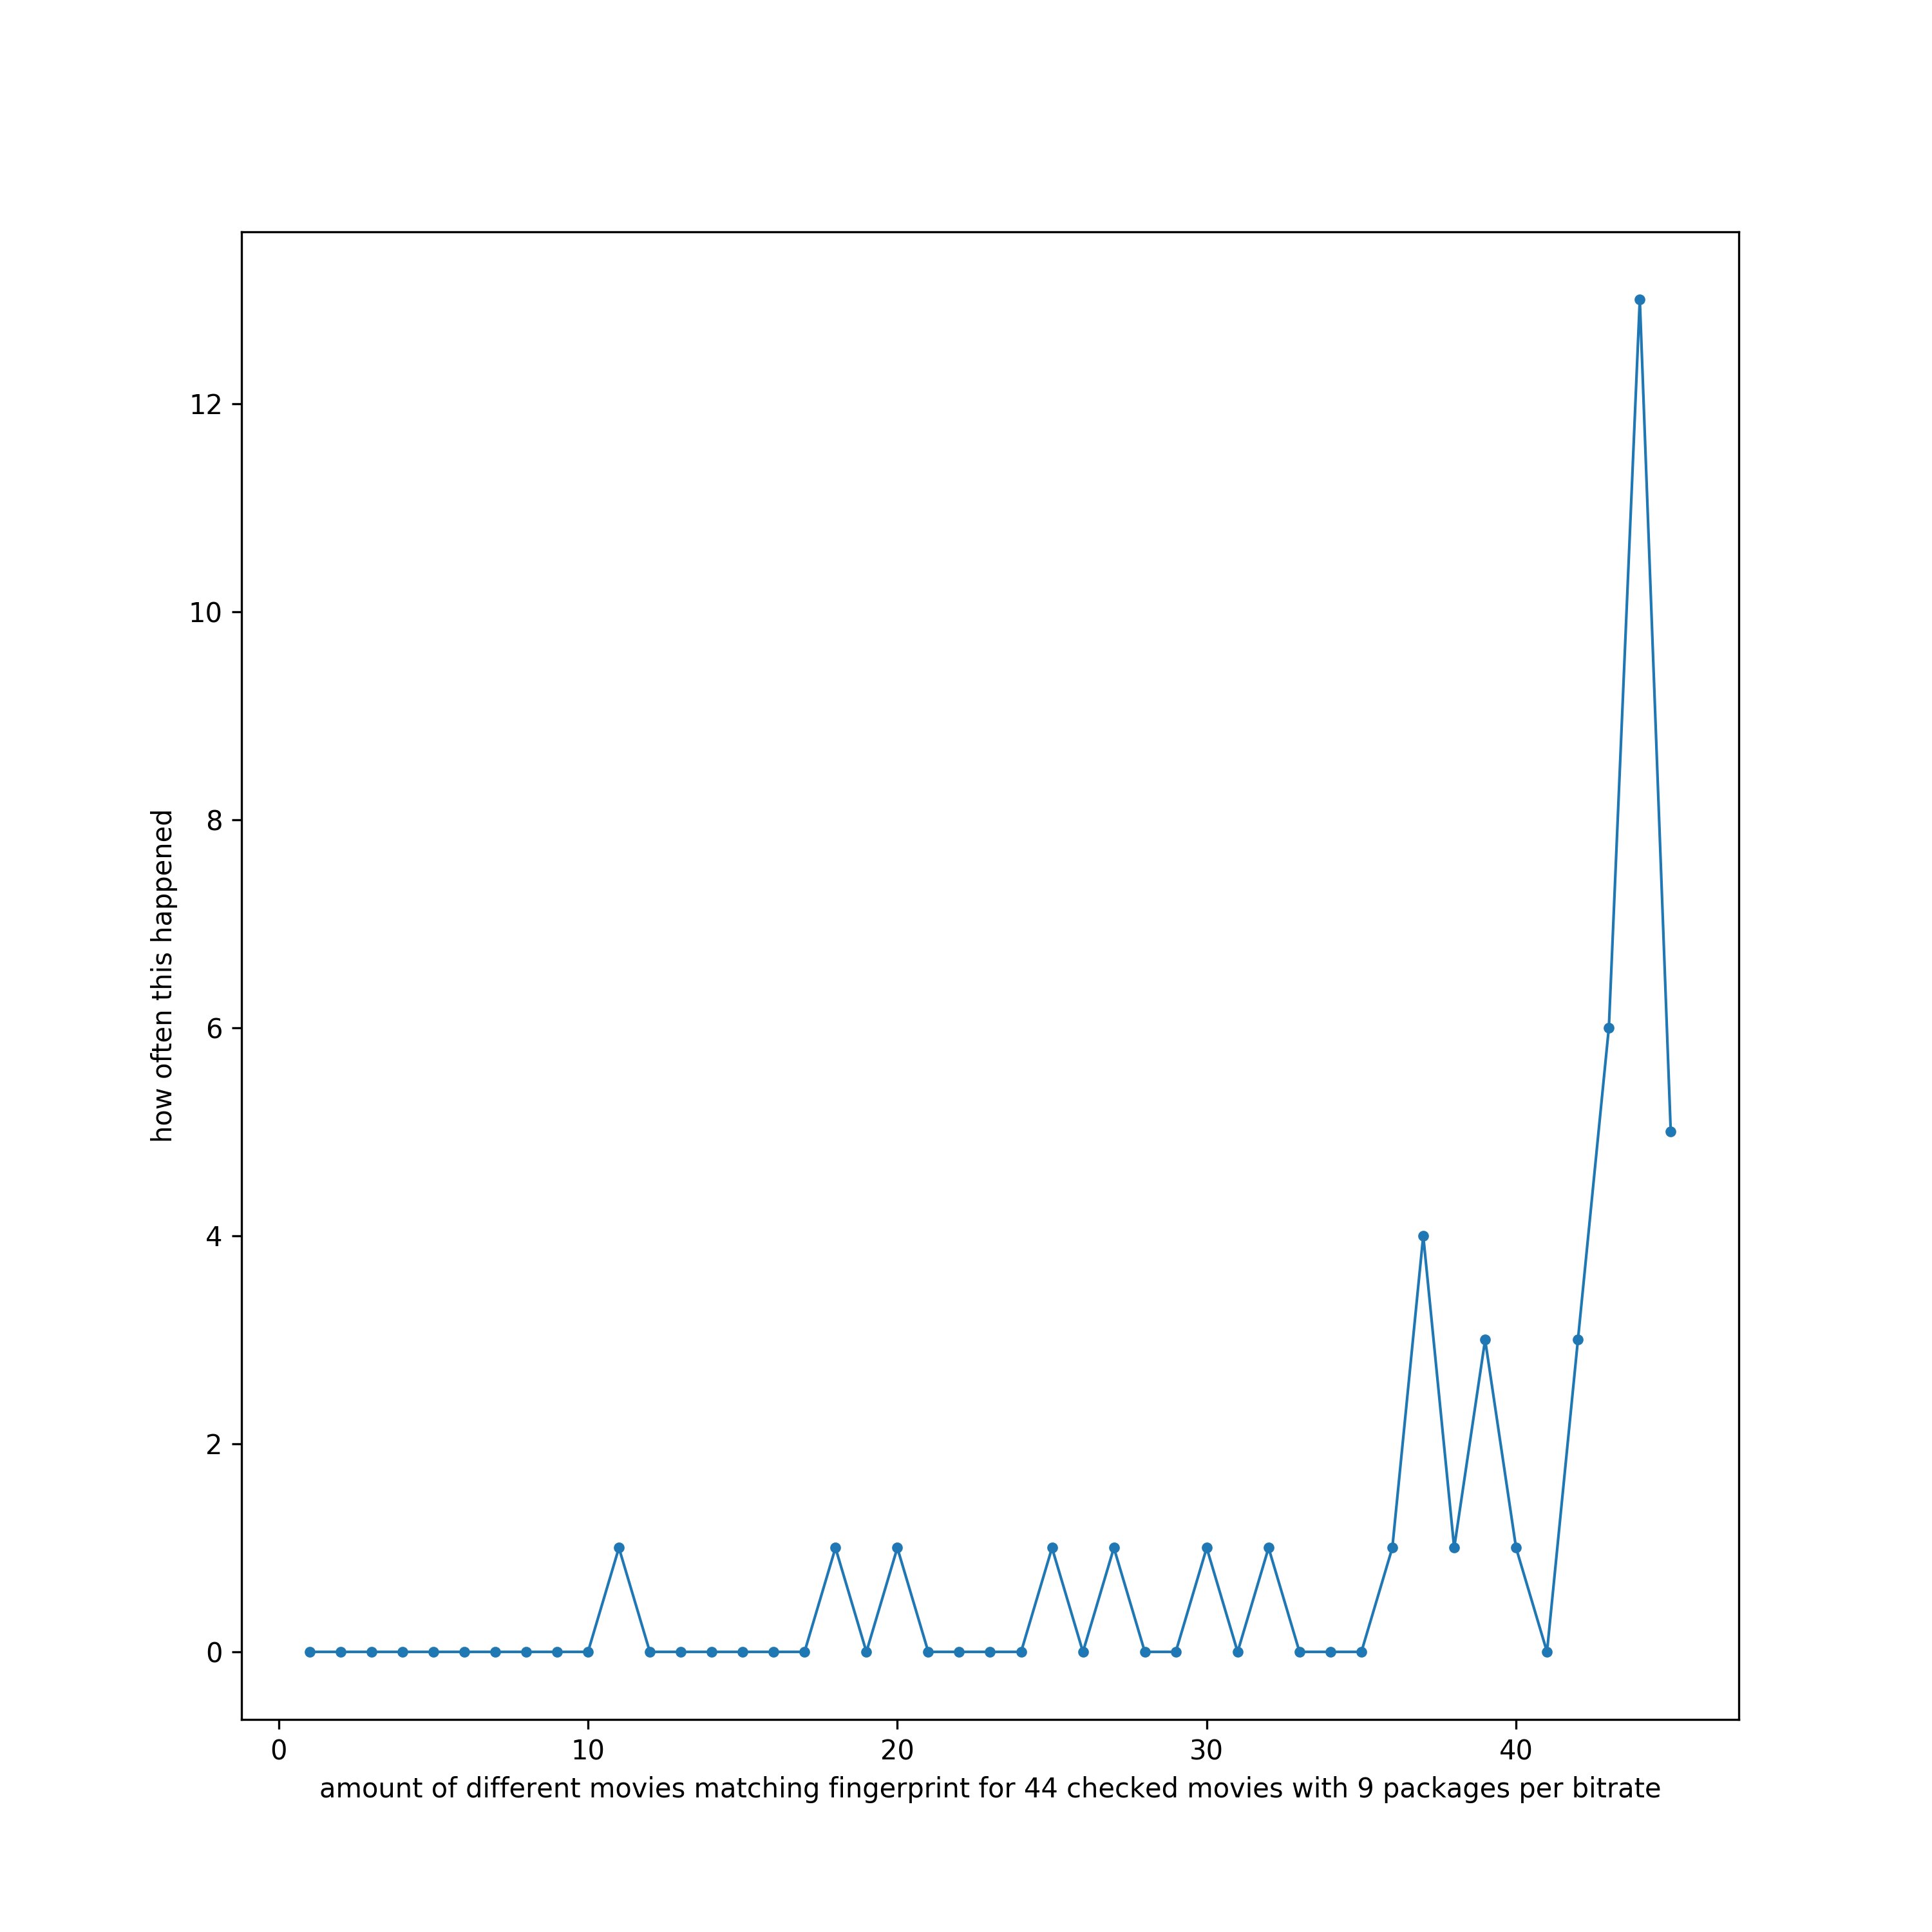 12
10
8
6
4
2
0
how often this happened
0 10 20 30 40
amount of different movies matching fingerprint for 44 checked movies with 9 packages per bitrate